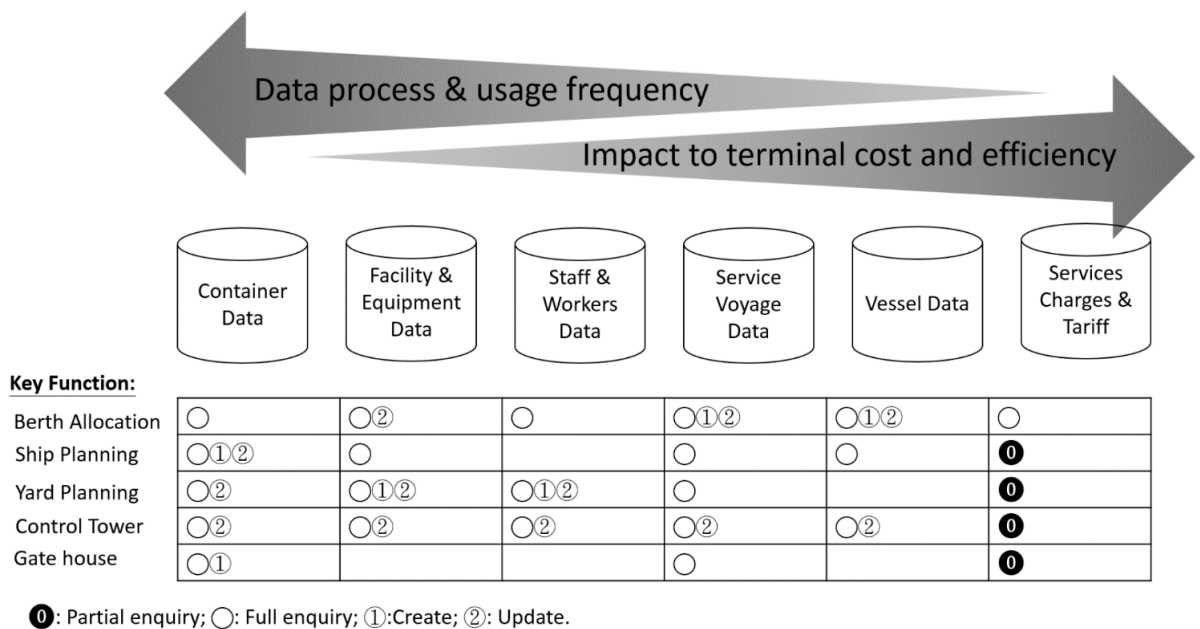 Data process & usage frequency
Impact to terminal cost and efficiency
Container
Data
Facility &
Equipment
Data
Staff &
Workers
Data
Service
Voyage
Data
Vessel Data
Services
Charges &
Tariff
Key Function:
Berth Allocation ○ ○② ○ ○①② ○①② ○
Ship Planning ○①② ○ ○ ○ ⓿
Yard Planning ○② ○①② ○①② ○ ⓿
Control Tower ○② ○② ○② ○② ○② ⓿
Gate house ○① ○ ⓿
⓿: Partial enquiry; ○: Full enquiry; ①:Create; ②: Update.